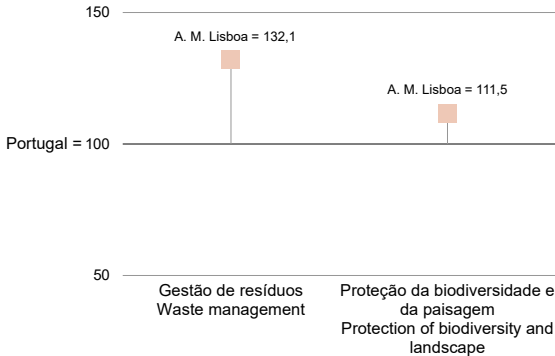 150
A. M. Lisboa = 132,1
A. M. Lisboa = 111,5
Portugal = 100
50
Gestão de resíduos
Waste management
Proteção da biodiversidade e
da paisagem
Protection of biodiversity and
landscape